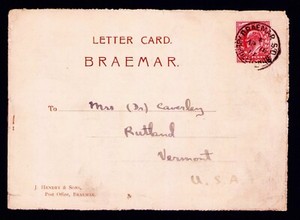 LETTER CARD.
BRAEMAR.
To Mrs (Dr) Caverley
Rutland
Vermont
U.S.A